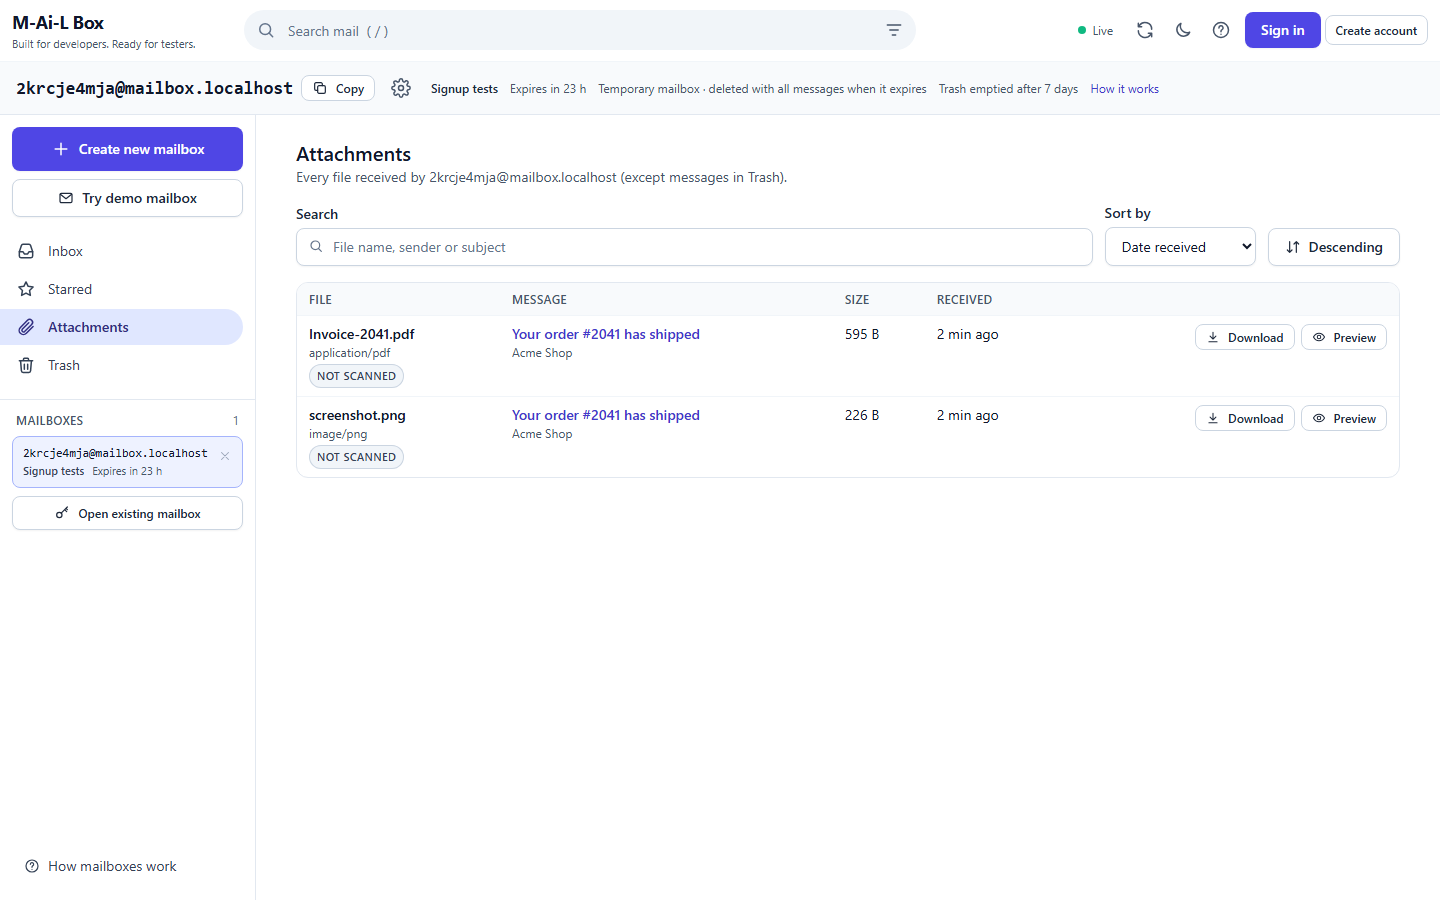 M-Ai-L Box
Built for developers. Ready for testers.
Search mail ( / )
Live
Sign in
Create account
2krcje4mja@mailbox.localhost
Copy
Signup tests
Expires in 23 h
Temporary mailbox · deleted with all messages when it expires
Trash emptied after 7 days
How it works
Create new mailbox
Try demo mailbox
Inbox
Starred
Attachments
Trash
MAILBOXES 1
2krcje4mja@mailbox.localhost
Signup tests Expires in 23 h
Open existing mailbox
How mailboxes work
Attachments
Every file received by 2krcje4mja@mailbox.localhost (except messages in Trash).
Search
File name, sender or subject
Sort by
Date received
Descending
FILE MESSAGE SIZE RECEIVED
Invoice-2041.pdf Your order #2041 has shipped 595 B 2 min ago Download Preview
application/pdf Acme Shop
NOT SCANNED
screenshot.png Your order #2041 has shipped 226 B 2 min ago Download Preview
image/png Acme Shop
NOT SCANNED